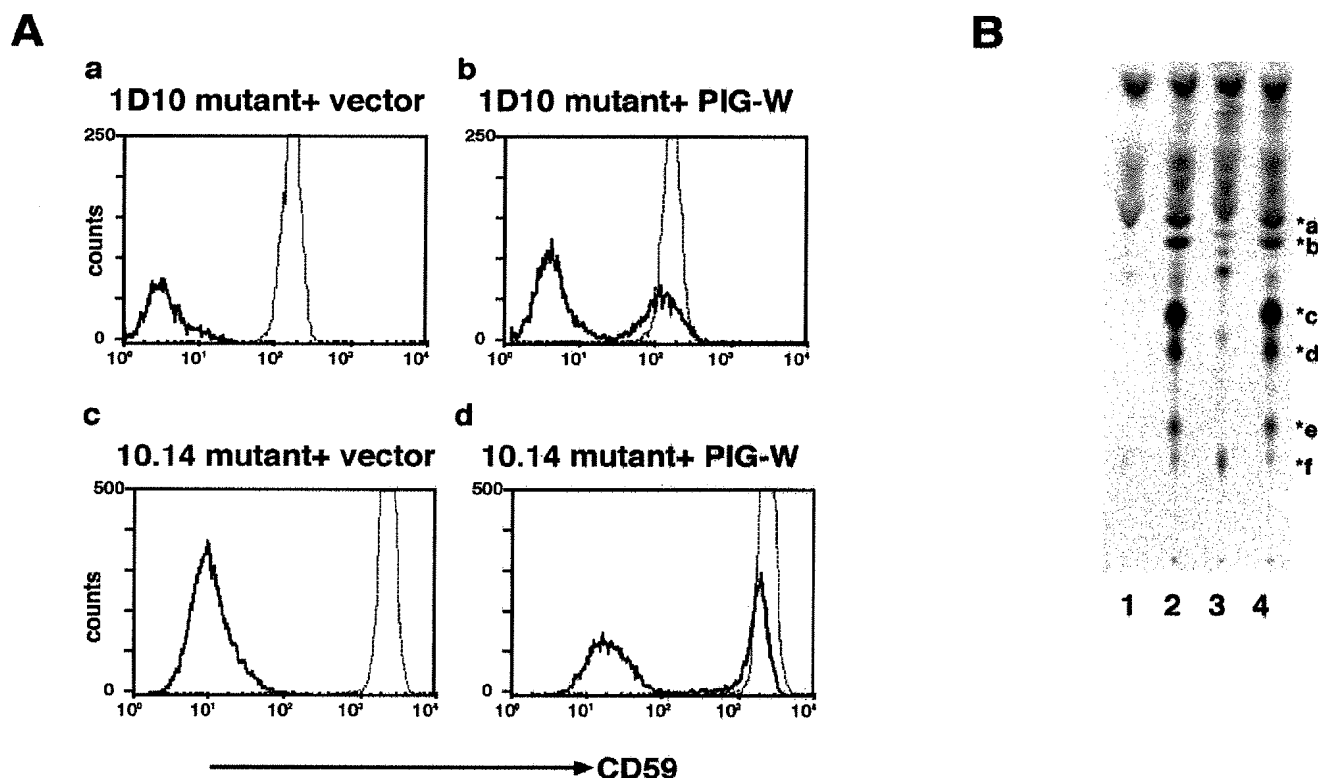 A
B
a
1D10 mutant+ vector
b
1D10 mutant+ PIG-W
250
counts
0
10⁰ 10¹ 10² 10³ 10⁴
250
0
10⁰ 10¹ 10² 10³ 10⁴
c
10.14 mutant+ vector
d
10.14 mutant+ PIG-W
500
counts
0
10⁰ 10¹ 10² 10³ 10⁴
500
0
10⁰ 10¹ 10² 10³ 10⁴
CD59
*a
*b
*c
*d
*e
*f
1 2 3 4